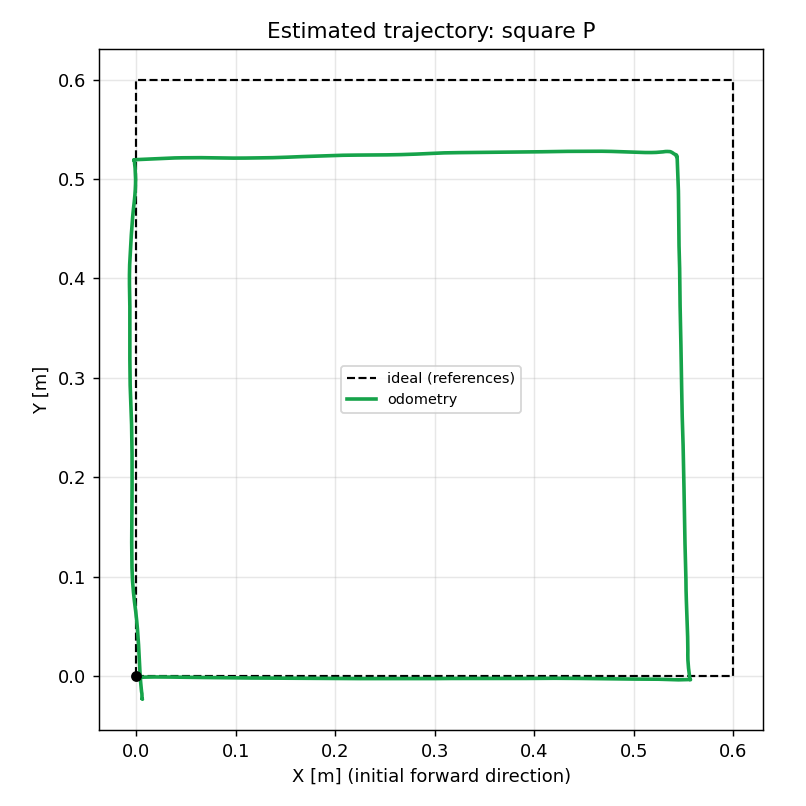 Estimated trajectory: square P
0.6
0.5
0.4
0.3
0.2
0.1
0.0
Y [m]
ideal (references)
odometry
0.0 0.1 0.2 0.3 0.4 0.5 0.6
X [m] (initial forward direction)